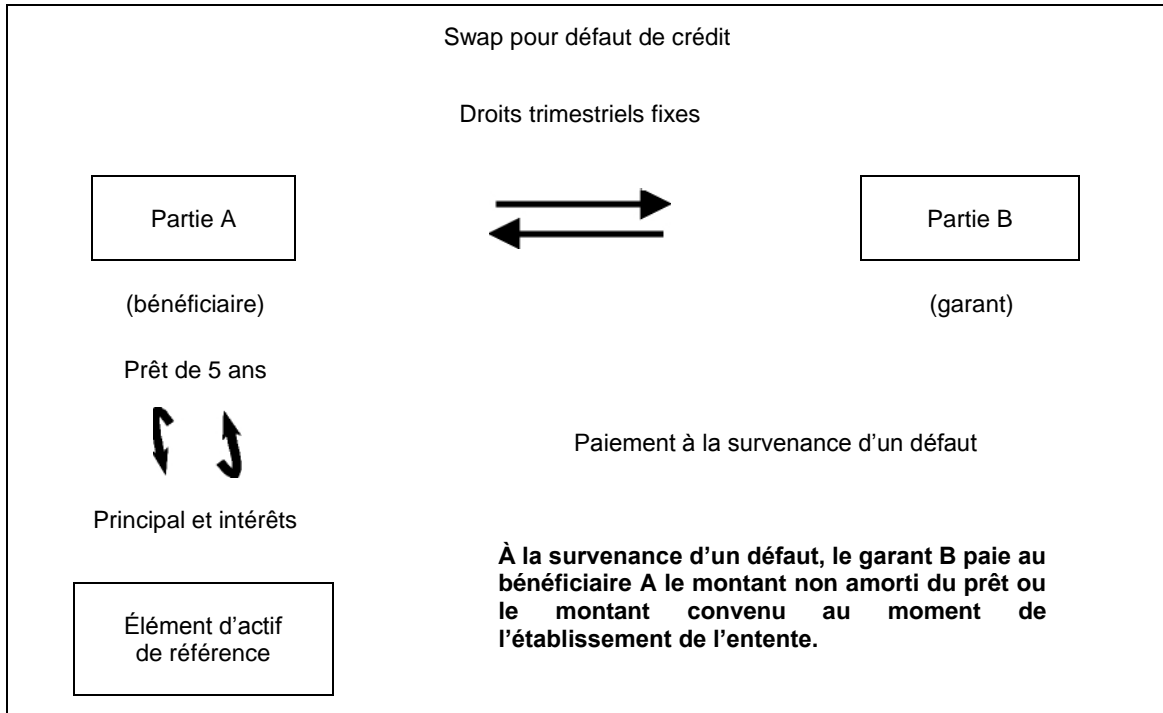 Swap pour défaut de crédit
Droits trimestriels fixes
Partie A
Partie B
(bénéficiaire)
(garant)
Prêt de 5 ans
Paiement à la survenance d’un défaut
Principal et intérêts
À la survenance d’un défaut, le garant B paie au
bénéficiaire A le montant non amorti du prêt ou
le montant convenu au moment de
l’établissement de l’entente.
Élément d’actif
de référence